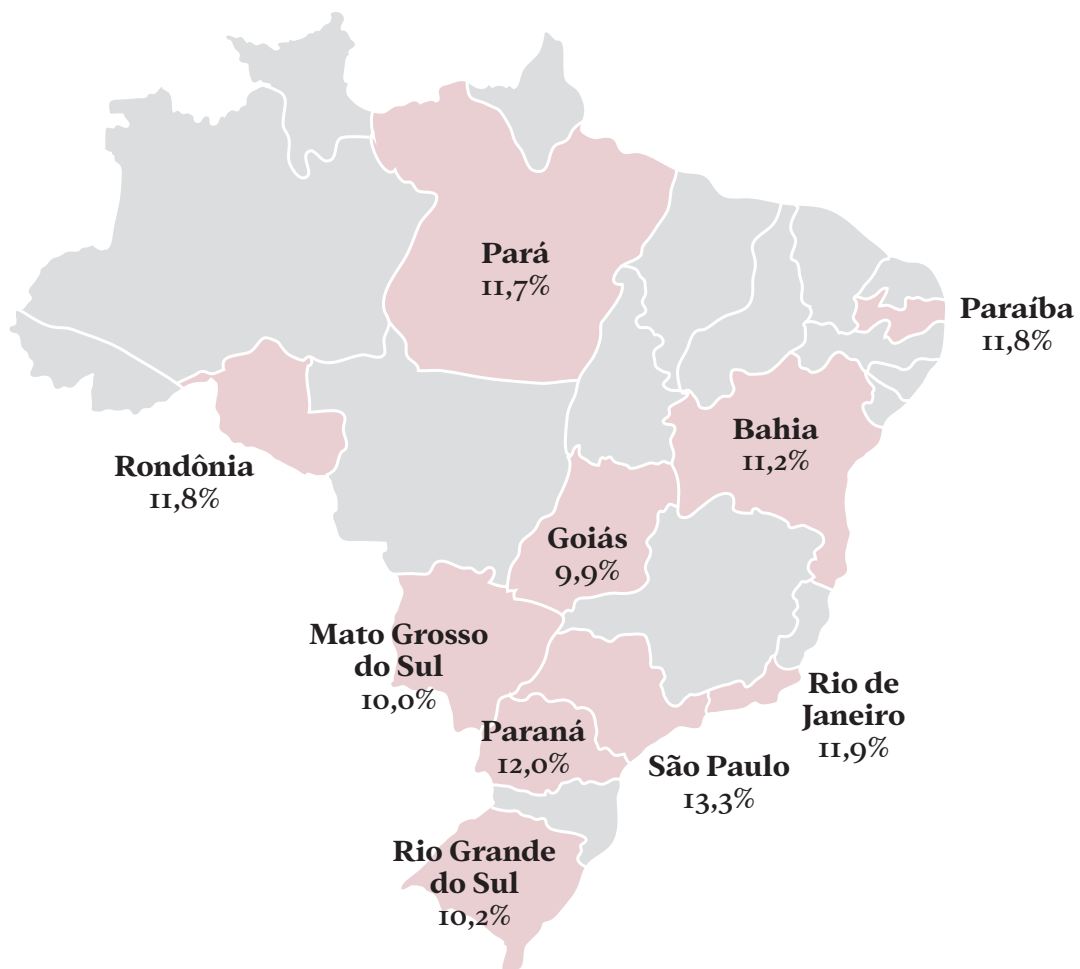 Pará
11,7%
Paraíba
11,8%
Bahia
11,2%
Rondônia
11,8%
Goiás
9,9%
Mato Grosso
do Sul
10,0%
Rio de
Janeiro
11,9%
Paraná
12,0%
São Paulo
13,3%
Rio Grande
do Sul
10,2%